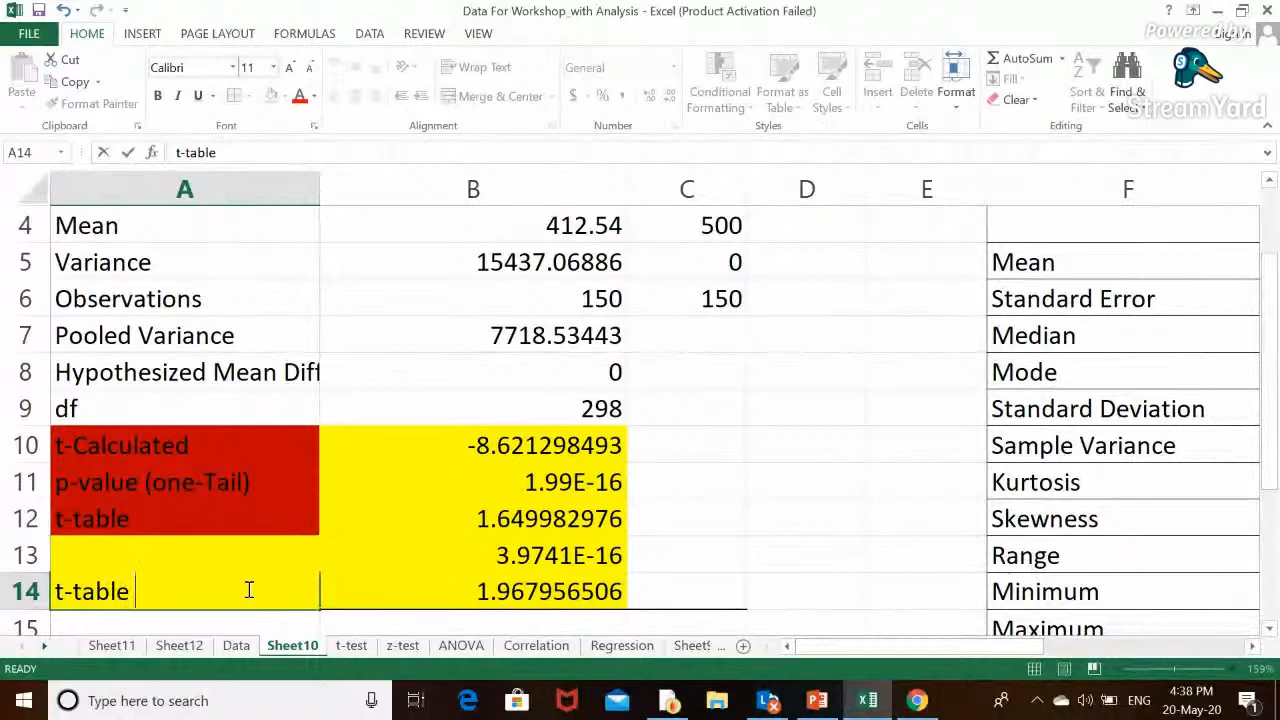 Data For Workshop_with Analysis - Excel (Product Activation Failed)
FILE HOME INSERT PAGE LAYOUT FORMULAS DATA REVIEW VIEW
Powered by
StreamYard
Paste
Cut
Copy
Format Painter
Clipboard
Calibri 11
B I U A
Font
Wrap Text
Merge & Center
Alignment
General
$ % ,
Number
Conditional Formatting
Format as Table
Cell Styles
Styles
Insert Delete Format
Cells
AutoSum
Fill
Clear
Sort & Filter
Find & Select
Editing
A14 fx t-table
A B C D E F
4 Mean 412.54 500
5 Variance 15437.06886 0 Mean
6 Observations 150 150 Standard Error
7 Pooled Variance 7718.53443 Median
8 Hypothesized Mean Diff 0 Mode
9 df 298 Standard Deviation
10 t-Calculated -8.621298493 Sample Variance
11 p-value (one-Tail) 1.99E-16 Kurtosis
12 t-table 1.649982976 Skewness
13 3.9741E-16 Range
14 t-table 1.967956506 Minimum
15 Maximum
Sheet11 Sheet12 Data Sheet10 t-test z-test ANOVA Correlation Regression Sheet9 ...
READY 159%
Type here to search
ENG
4:38 PM
20-May-20
1